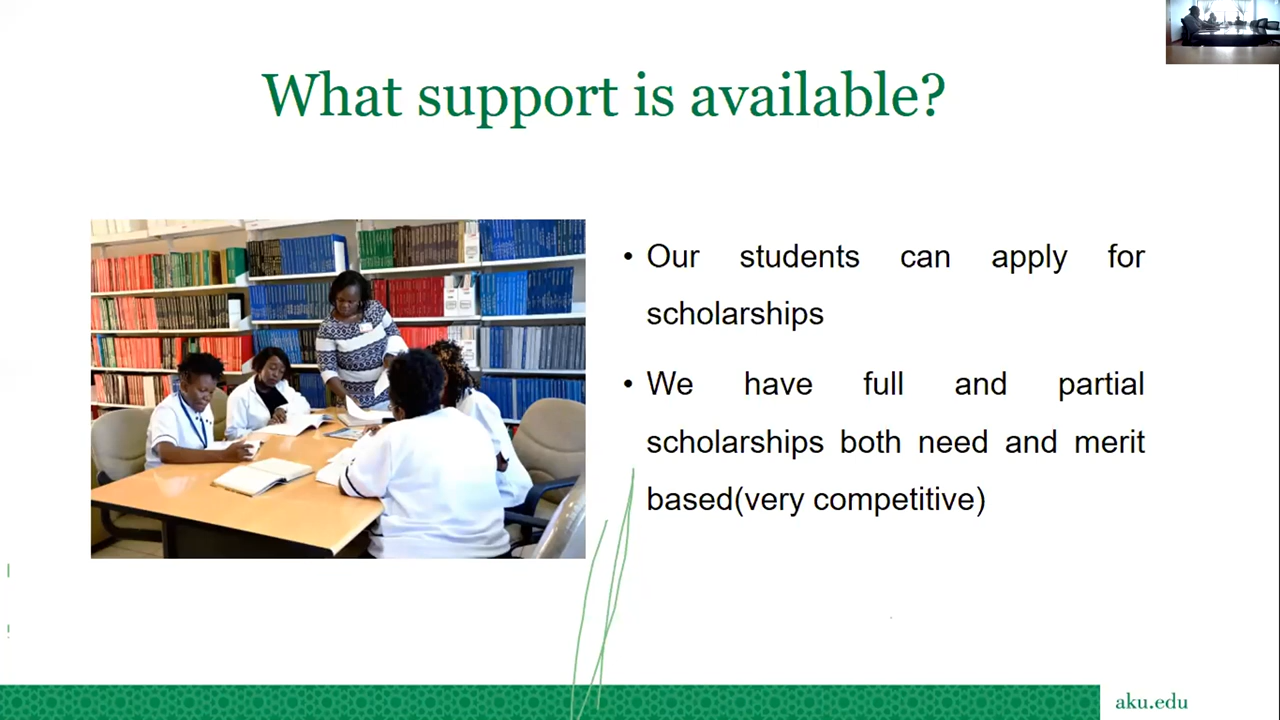 What support is available?
• Our students can apply for
scholarships
• We have full and partial
scholarships both need and merit
based(very competitive)
aku.edu